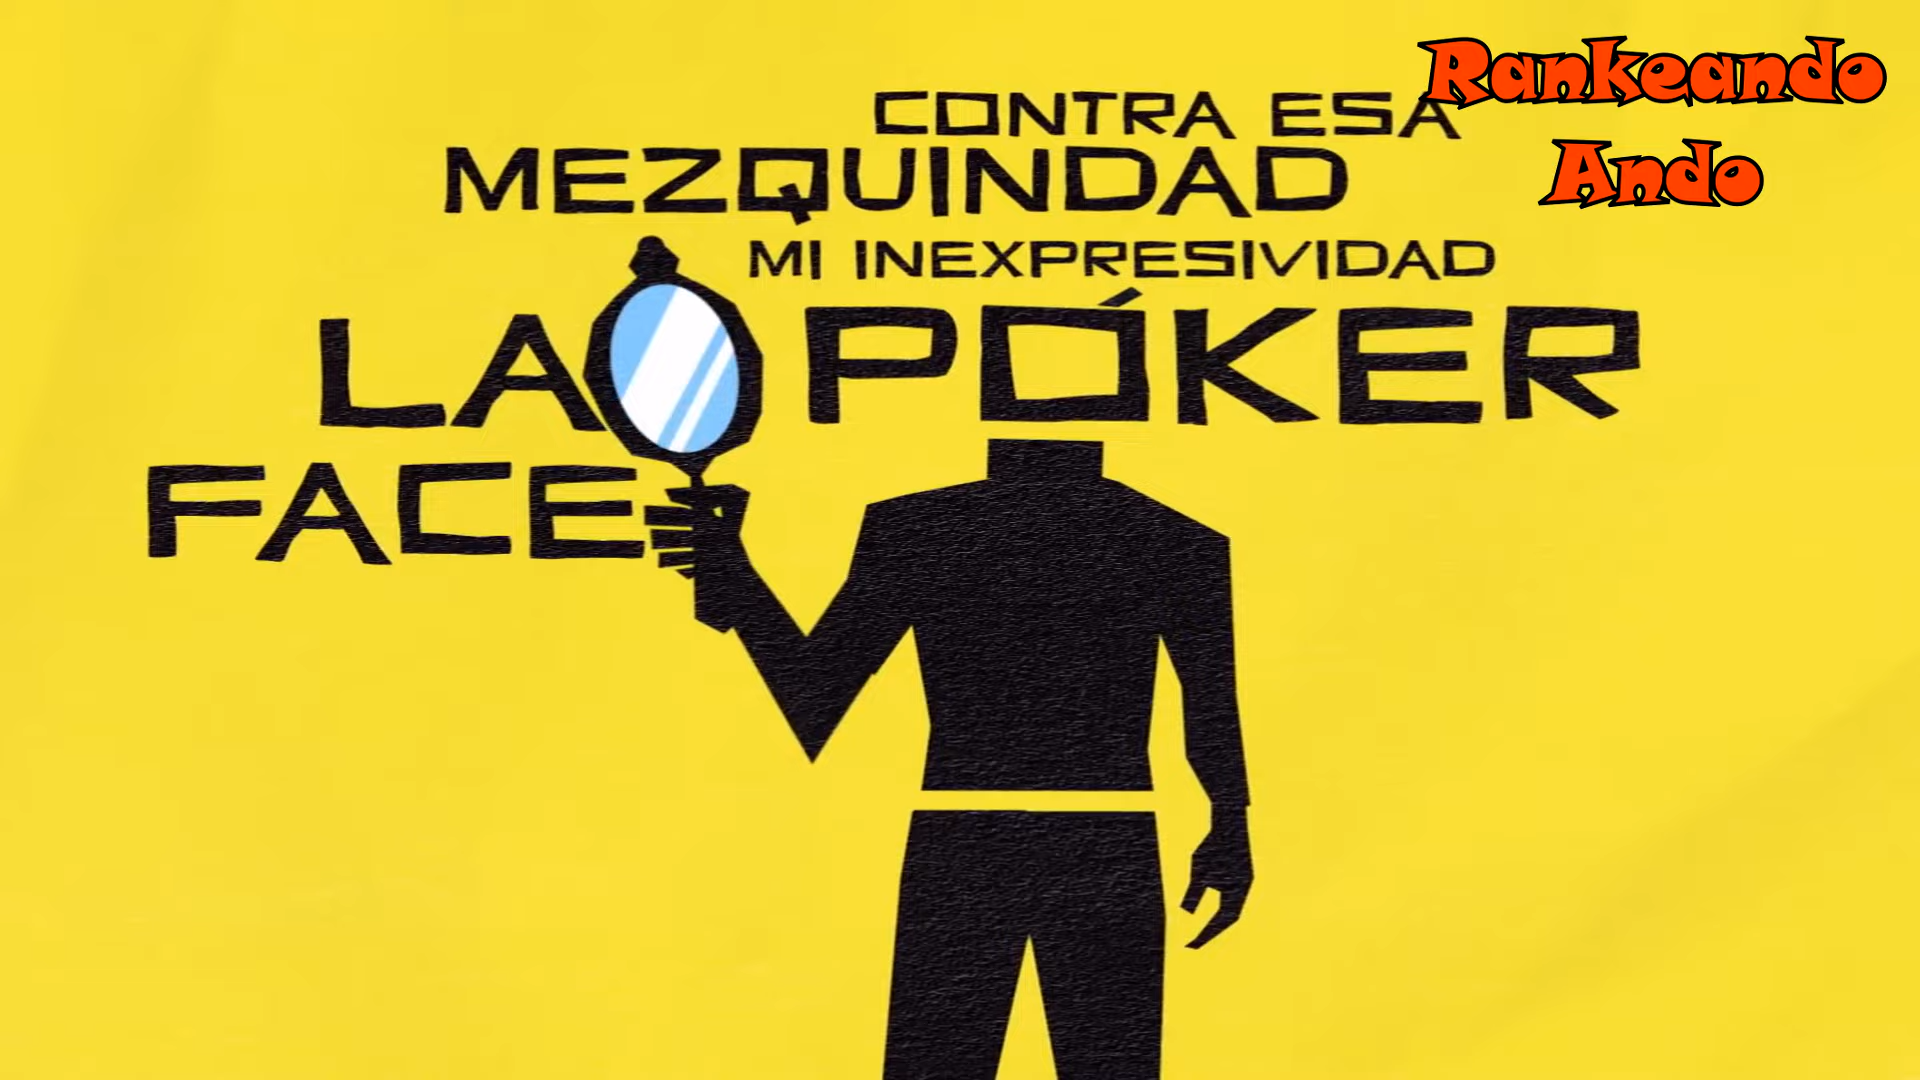 CONTRA ESA
MEZQUINDAD
MI INEXPRESIVIDAD
LA PÓKER
FACE
Rankeando
Ando